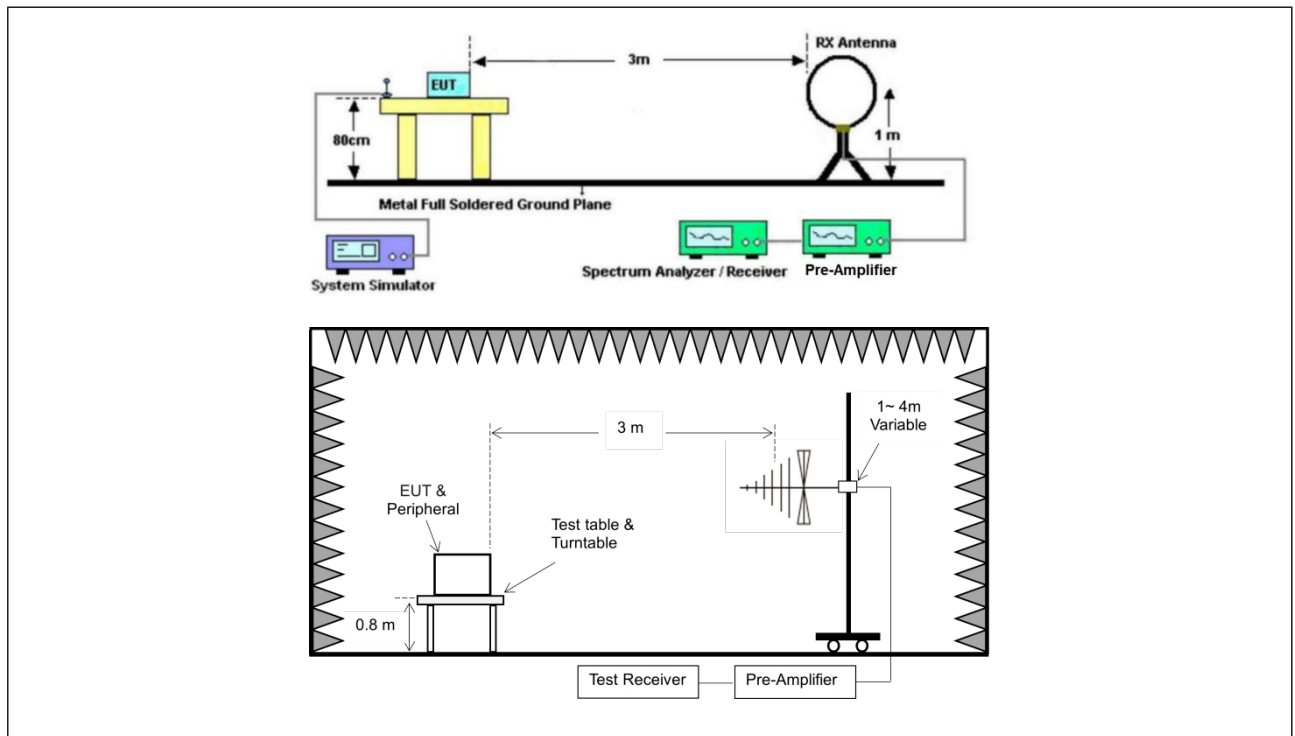 RX Antenna
3m
EUT
80cm
1 m
Metal Full Soldered Ground Plane
Spectrum Analyzer / Receiver
Pre-Amplifier
System Simulator
1~ 4m
Variable
3 m
EUT &
Peripheral
Test table &
Turntable
0.8 m
Test Receiver
Pre-Amplifier